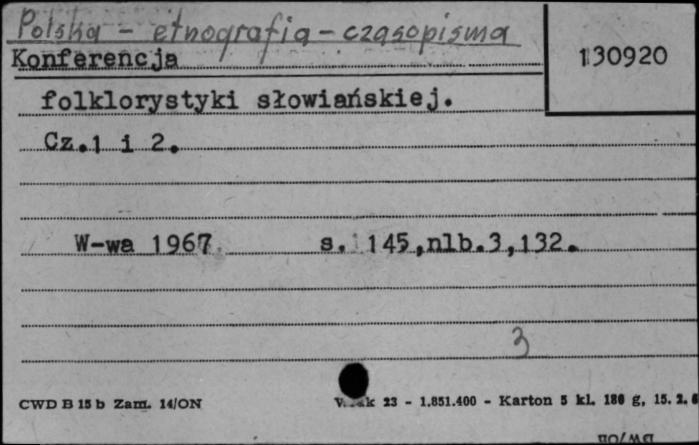 Polska - etnografia - czasopisma
Konferencja
130920
folklorystyki słowiańskiej.
Cz.1 i 2.
W-wa 1967 s. 145,nlb.3,132.
3
CWD B 15 b Zam. 14/ON
23 - 1.851.400 - Karton 5 kl. 180 g, 15. 2. 6